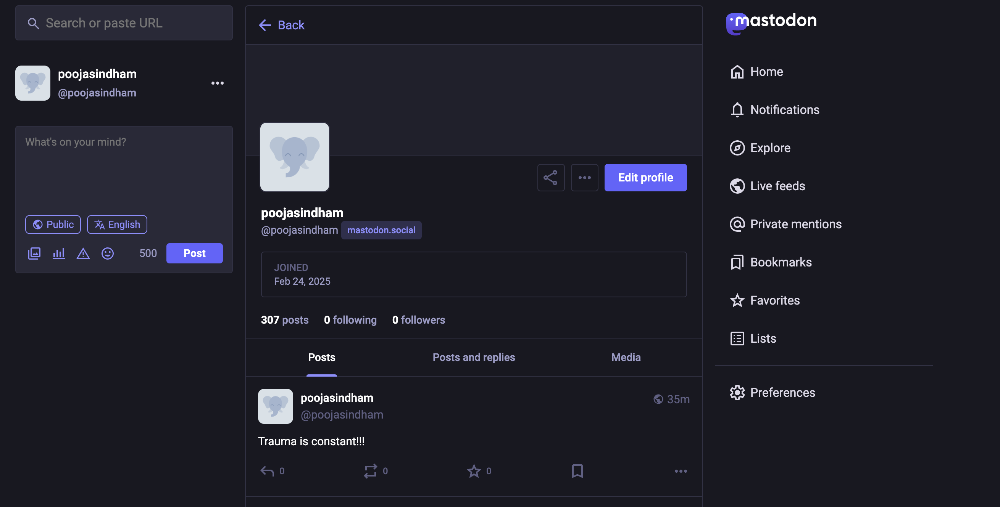 Search or paste URL
poojasindham
@poojasindham
What's on your mind?
Public English
500 Post
Back
Edit profile
poojasindham
@poojasindham mastodon.social
JOINED
Feb 24, 2025
307 posts 0 following 0 followers
Posts Posts and replies Media
poojasindham 35m
@poojasindham
Trauma is constant!!!
0 0 0
mastodon
Home
Notifications
Explore
Live feeds
Private mentions
Bookmarks
Favorites
Lists
Preferences